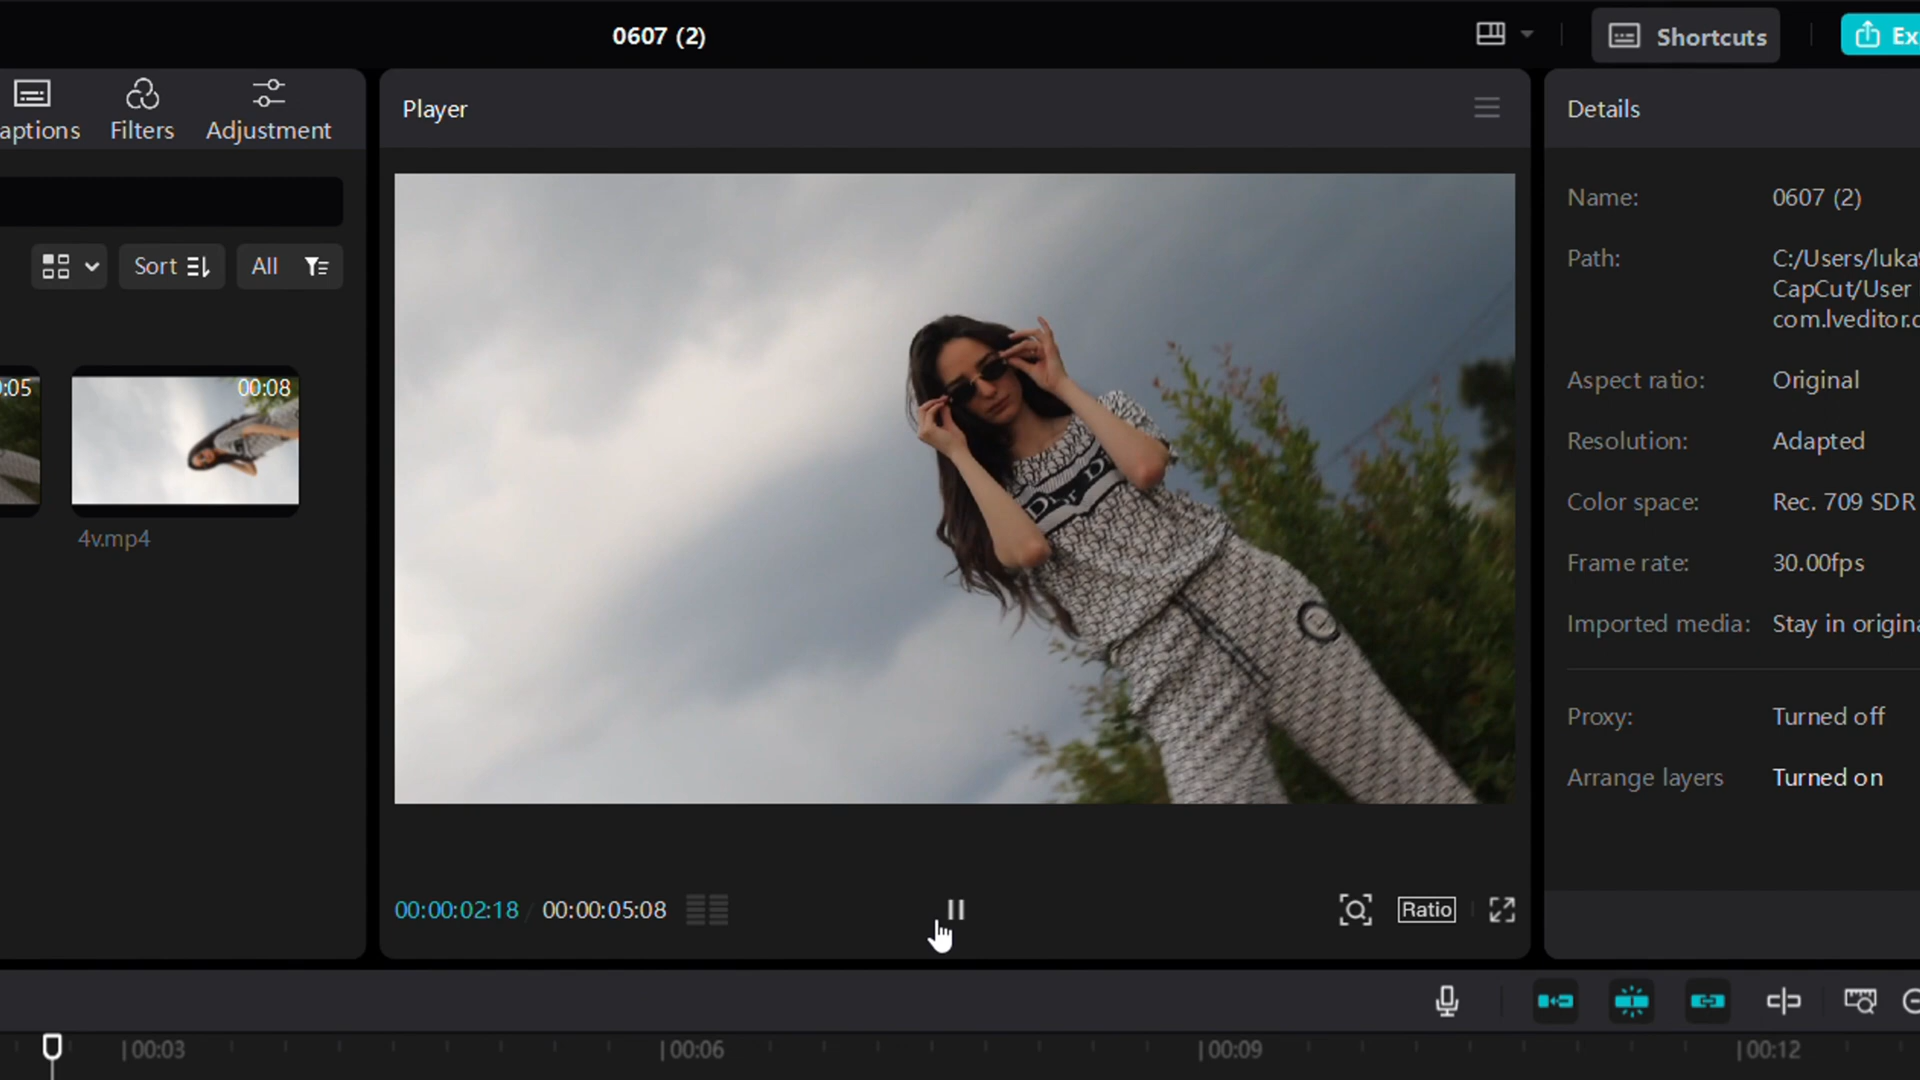 0607 (2)
Shortcuts
Ex
aptions
Filters
Adjustment
Player
Details
Sort
All
:05
00:08
4v.mp4
Name:
0607 (2)
Path:
C:/Users/luka
CapCut/User
com.lveditor.c
Aspect ratio:
Original
Resolution:
Adapted
Color space:
Rec. 709 SDR
Frame rate:
30.00fps
Imported media:
Stay in origina
Proxy:
Turned off
Arrange layers
Turned on
00:00:02:18 / 00:00:05:08
Ratio
00:03
00:06
00:09
00:12